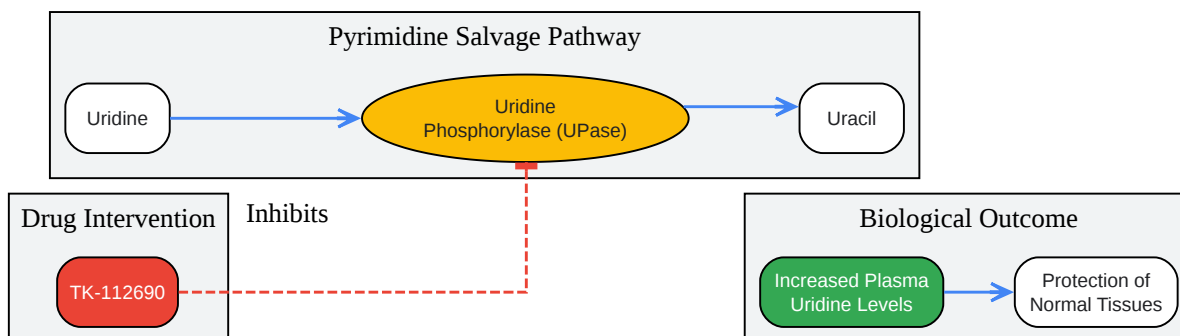 Pyrimidine Salvage Pathway
Uridine
Uridine
Phosphorylase (UPase)
Uracil
Drug Intervention
Inhibits
TK-112690
Biological Outcome
Increased Plasma
Uridine Levels
Protection of
Normal Tissues